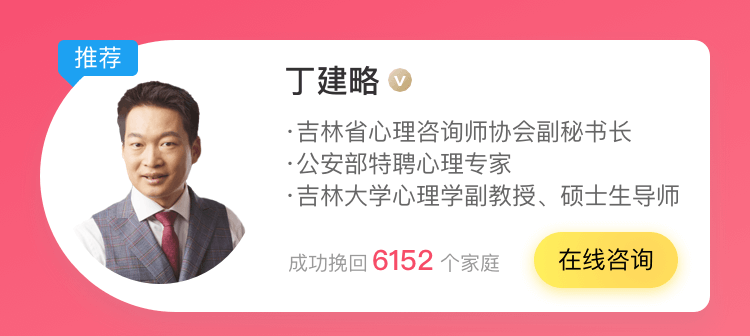 推荐
丁建略
·吉林省心理咨询师协会副秘书长
·公安部特聘心理专家
·吉林大学心理学副教授、硕士生导师
成功挽回 6152 个家庭
在线咨询